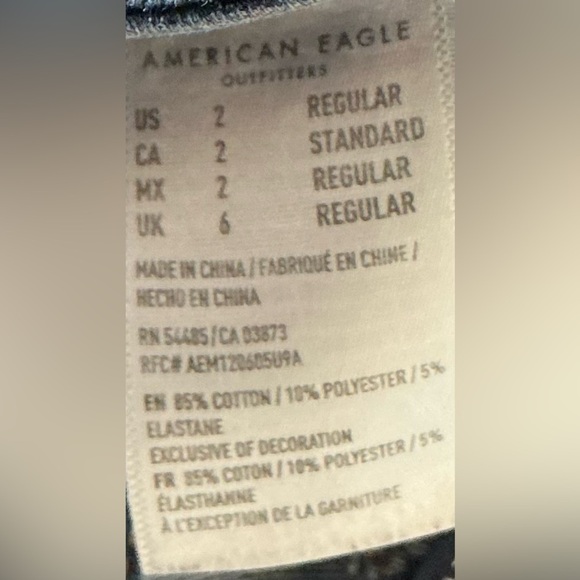 AMERICAN EAGLE
OUTFITTERS
US 2 REGULAR
CA 2 STANDARD
MX 2 REGULAR
UK 6 REGULAR
MADE IN CHINA / FABRIQUÉ EN CHINE /
HECHO EN CHINA
RN 54485/CA 03873
RFC# AEM120605U9A
EN 85% COTTON / 10% POLYESTER / 5%
ELASTANE
EXCLUSIVE OF DECORATION
FR 85% COTON / 10% POLYESTER / 5%
ÉLASTHANNE
À L'EXCEPTION DE LA GARNITURE